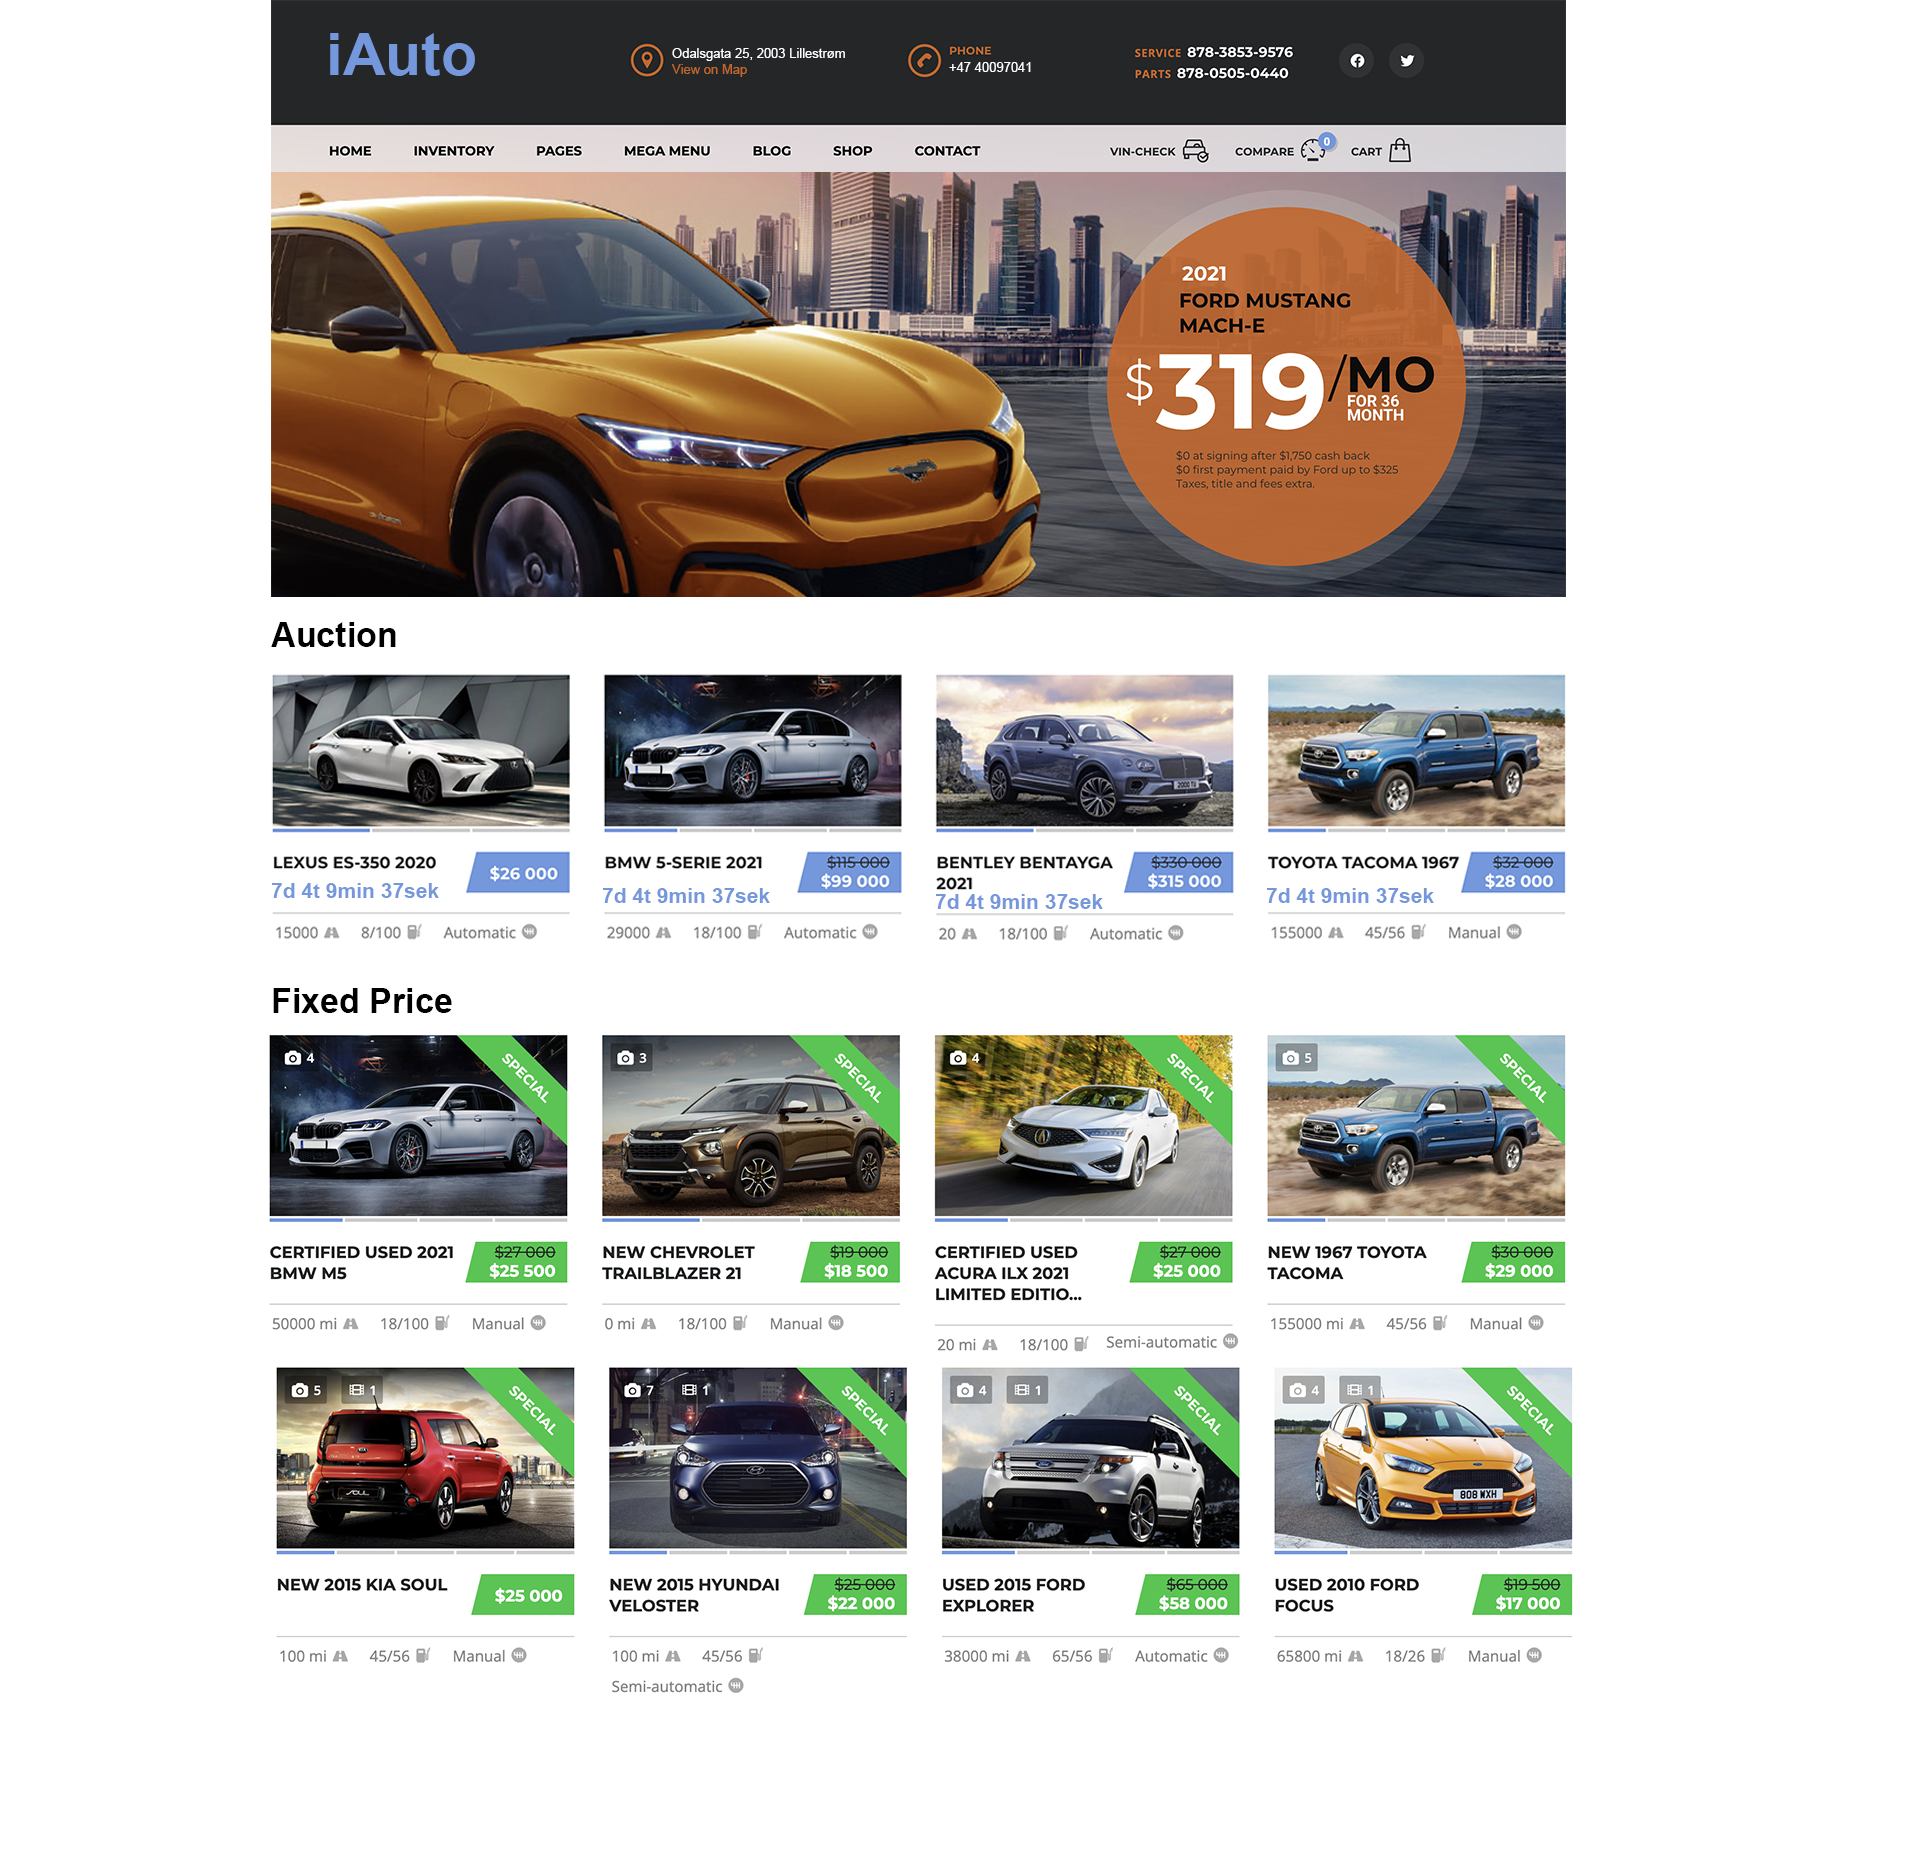 iAuto
Odalsgata 25, 2003 Lillestrøm
View on Map
PHONE
+47 40097041
SERVICE 878-3853-9576
PARTS 878-0505-0440
HOME INVENTORY PAGES MEGA MENU BLOG SHOP CONTACT
VIN-CHECK COMPARE 0 CART
2021
FORD MUSTANG
MACH-E
$319/MO
FOR 36
MONTH
$0 at signing after $1,750 cash back
$0 first payment paid by Ford up to $325
Taxes, title and fees extra.
Auction
LEXUS ES-350 2020
$26 000
7d 4t 9min 37sek
15000 8/100 Automatic
BMW 5-SERIE 2021
$115 000
$99 000
7d 4t 9min 37sek
29000 18/100 Automatic
2000 TU
BENTLEY BENTAYGA
2021
$330 000
$315 000
7d 4t 9min 37sek
20 18/100 Automatic
TOYOTA TACOMA 1967
$32 000
$28 000
7d 4t 9min 37sek
155000 45/56 Manual
Fixed Price
4
SPECIAL
CERTIFIED USED 2021
BMW M5
$27 000
$25 500
50000 mi 18/100 Manual
3
SPECIAL
NEW CHEVROLET
TRAILBLAZER 21
$19 000
$18 500
0 mi 18/100 Manual
4
SPECIAL
CERTIFIED USED
ACURA ILX 2021
LIMITED EDITIO...
$27 000
$25 000
20 mi 18/100 Semi-automatic
5
SPECIAL
NEW 1967 TOYOTA
TACOMA
$30 000
$29 000
155000 mi 45/56 Manual
5 1
SPECIAL
SOUL
NEW 2015 KIA SOUL
$25 000
100 mi 45/56 Manual
7 1
SPECIAL
NEW 2015 HYUNDAI
VELOSTER
$25 000
$22 000
100 mi 45/56
Semi-automatic
4 1
SPECIAL
USED 2015 FORD
EXPLORER
$65 000
$58 000
38000 mi 65/56 Automatic
4 1
SPECIAL
808 WXH
USED 2010 FORD
FOCUS
$19 500
$17 000
65800 mi 18/26 Manual